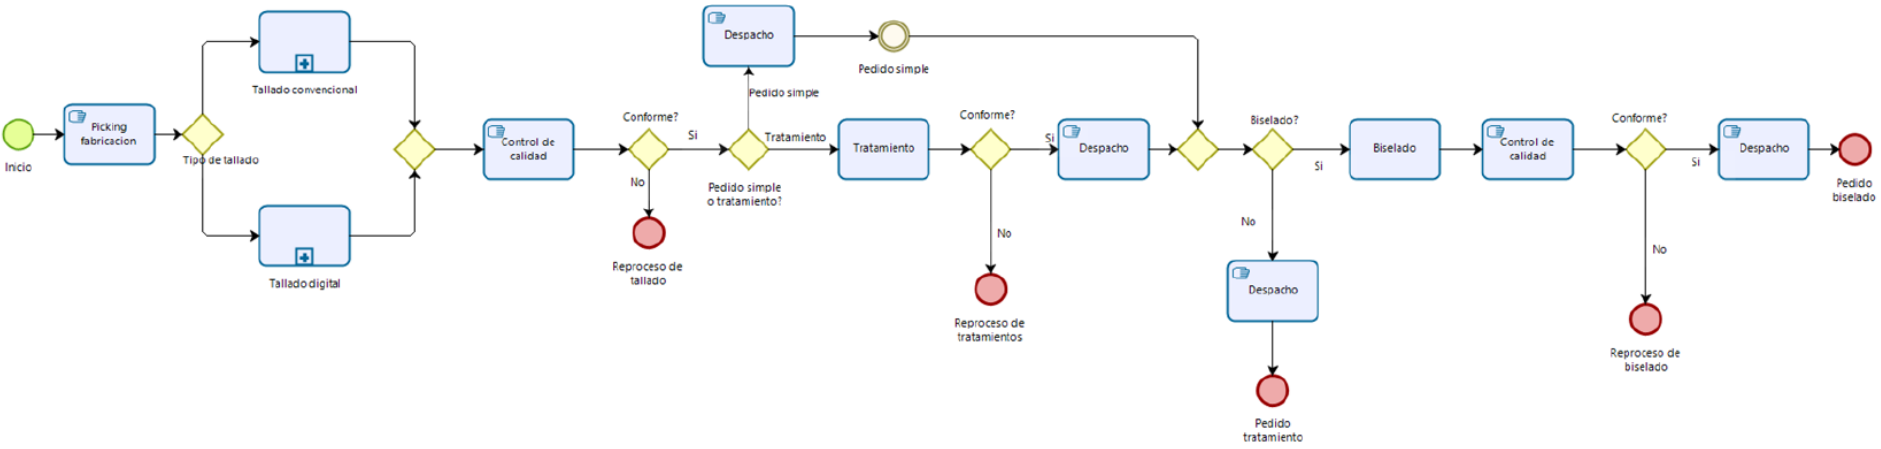 Inicio
Picking
fabricacion
Tipo de tallado
Tallado convencional
Tallado digital
Control de
calidad
Conforme?
Si
No
Reproceso de
tallado
Pedido simple
o tratamiento?
Pedido simple
Despacho
Pedido simple
Tratamiento
Tratamiento
Conforme?
Si
No
Reproceso de
tratamientos
Despacho
Biselado?
Si
No
Despacho
Pedido
tratamiento
Biselado
Control de
calidad
Conforme?
Si
No
Reproceso de
biselado
Despacho
Pedido
biselado